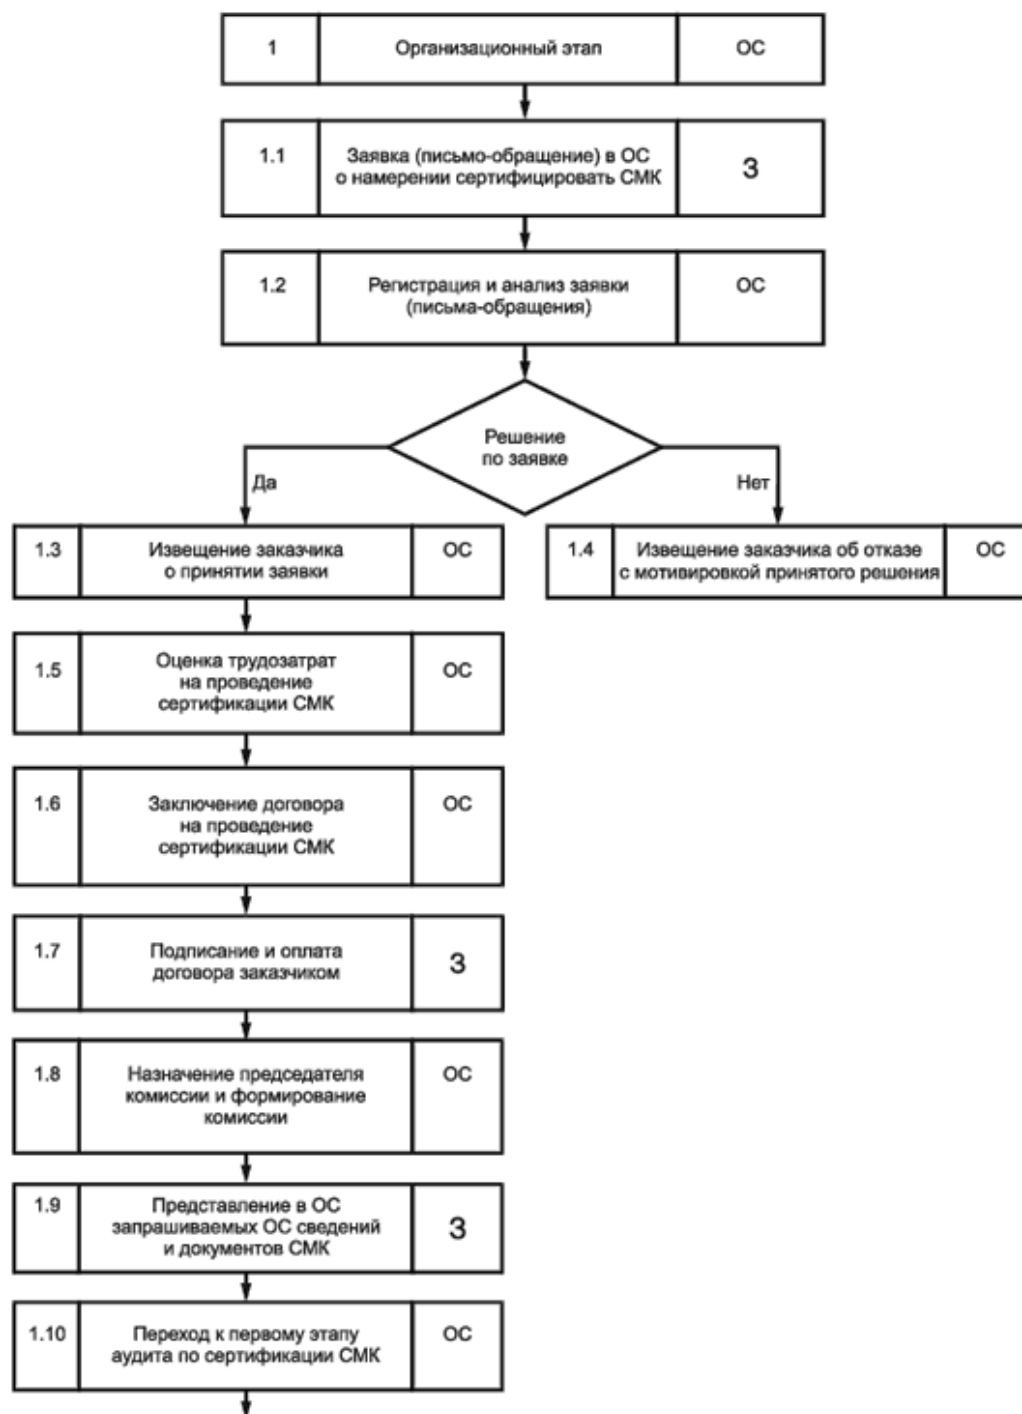 1 Организационный этап ОС
1.1 Заявка (письмо-обращение) в ОС З
о намерении сертифицировать СМК
1.2 Регистрация и анализ заявки ОС
(письма-обращения)
Решение
по заявке
Да
Нет
1.3 Извещение заказчика ОС
о принятии заявки
1.4 Извещение заказчика об отказе ОС
с мотивировкой принятого решения
1.5 Оценка трудозатрат ОС
на проведение
сертификации СМК
1.6 Заключение договора ОС
на проведение
сертификации СМК
1.7 Подписание и оплата З
договора заказчиком
1.8 Назначение председателя ОС
комиссии и формирование
комиссии
1.9 Представление в ОС
запрашиваемых ОС сведений З
и документов СМК
1.10 Переход к первому этапу ОС
аудита по сертификации СМК